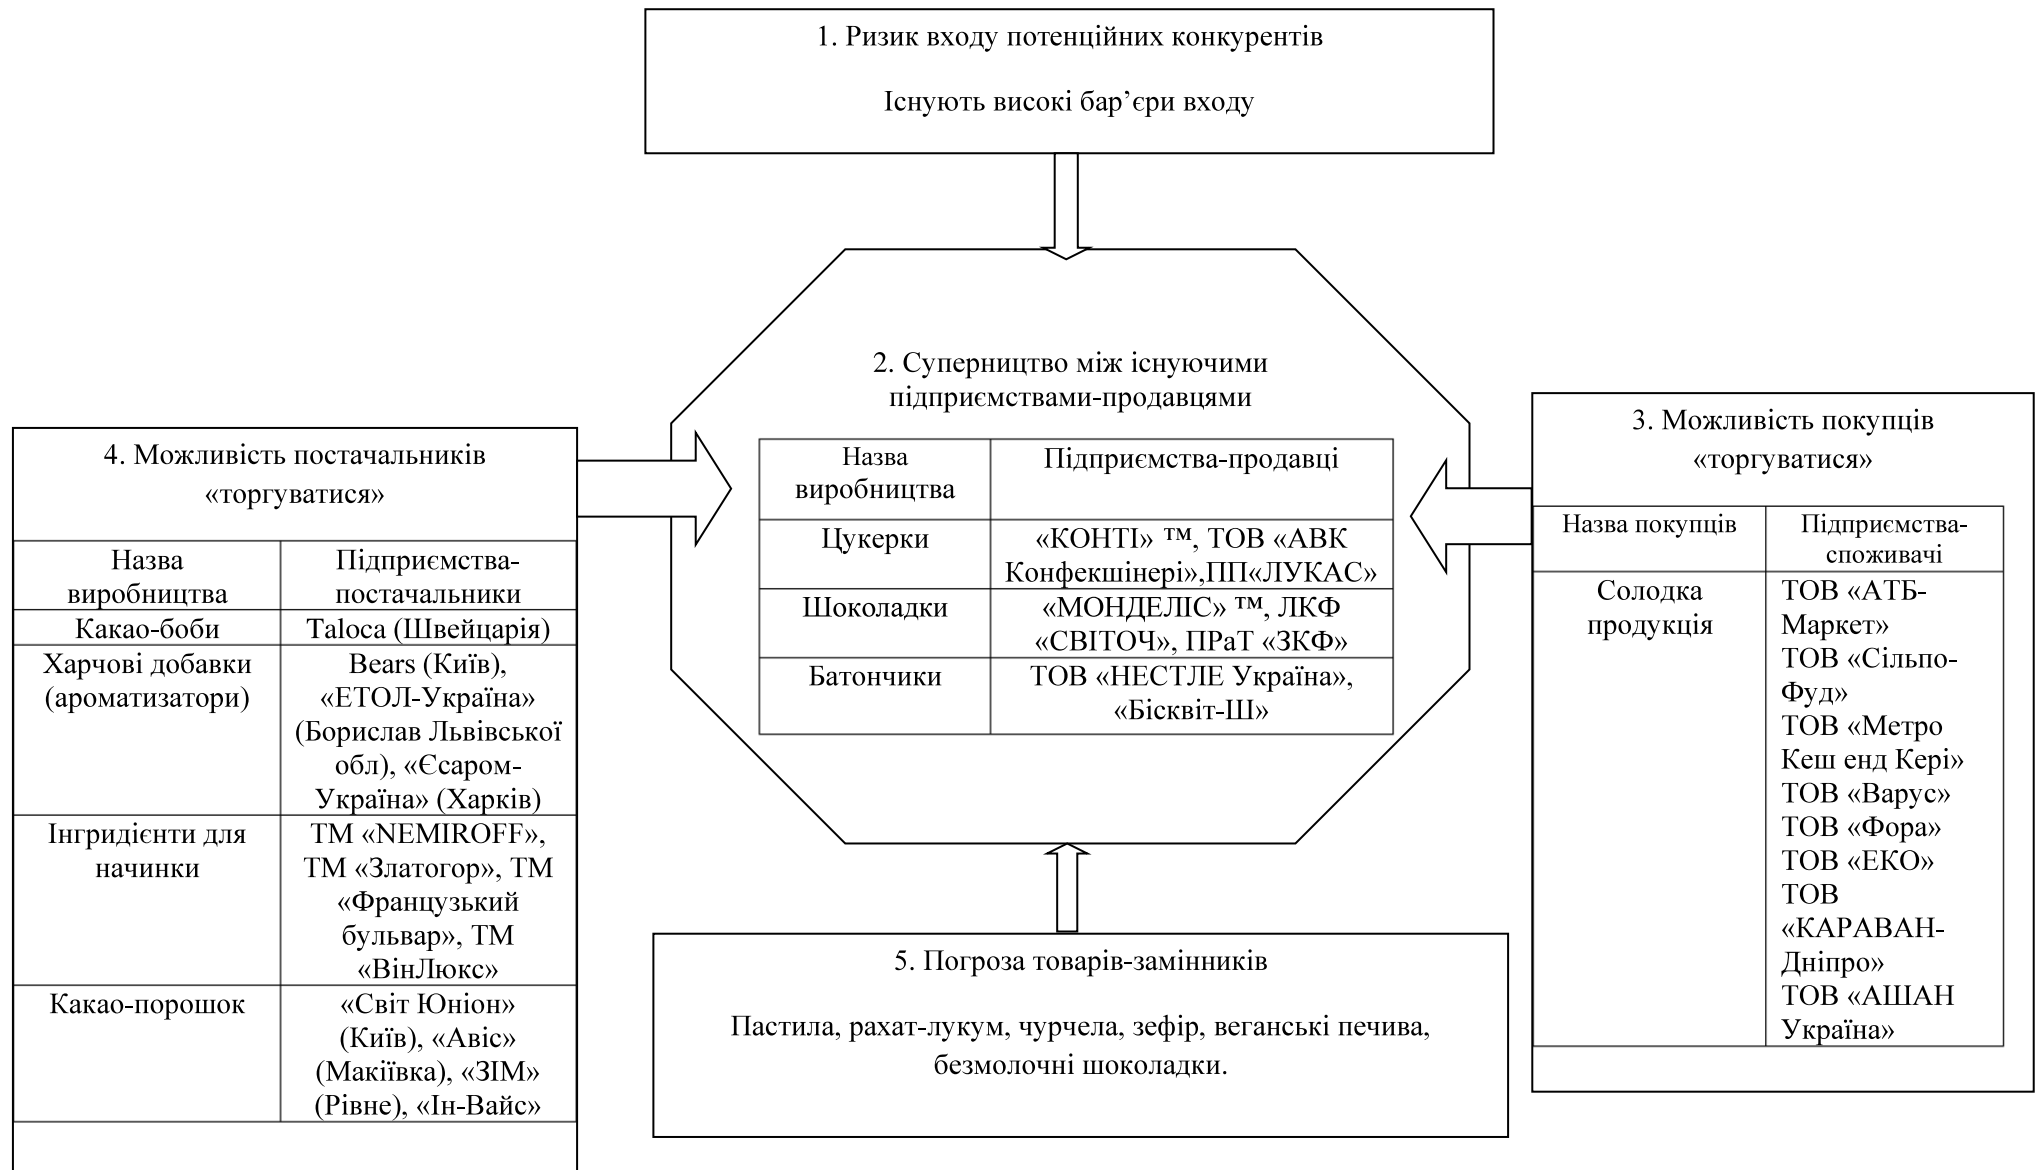 1. Ризик входу потенційних конкурентів
Існують високі бар’єри входу
2. Суперництво між існуючими
підприємствами-продавцями
Назва
виробництва
Підприємства-продавці
Цукерки
«КОНТІ» ™, ТОВ «АВК
Конфекшінері»,ПП«ЛУКАС»
Шоколадки
«МОНДЕЛІС» ™, ЛКФ
«СВІТОЧ», ПРаТ «ЗКФ»
Батончики
ТОВ «НЕСТЛЕ Україна»,
«Бісквіт-Ш»
3. Можливість покупців
«торгуватися»
Назва покупців
Підприємства-
споживачі
Солодка
продукція
ТОВ «АТБ-
Маркет»
ТОВ «Сільпо-
Фуд»
ТОВ «Метро
Кеш енд Кері»
ТОВ «Варус»
ТОВ «Фора»
ТОВ «ЕКО»
ТОВ
«КАРАВАН-
Дніпро»
ТОВ «АШАН
Україна»
4. Можливість постачальників
«торгуватися»
Назва
виробництва
Підприємства-
постачальники
Какао-боби
Taloca (Швейцарія)
Харчові добавки
(ароматизатори)
Bears (Київ),
«ЕТОЛ-Україна»
(Борислав Львівської
обл), «Єсаром-
Україна» (Харків)
Інгридієнти для
начинки
ТМ «NEMIROFF»,
ТМ «Златогор», ТМ
«Французький
бульвар», ТМ
«ВінЛюкс»
Какао-порошок
«Світ Юніон»
(Київ), «Авіс»
(Макіївка), «ЗІМ»
(Рівне), «Ін-Вайс»
5. Погроза товарів-замінників
Пастила, рахат-лукум, чурчела, зефір, веганські печива,
безмолочні шоколадки.